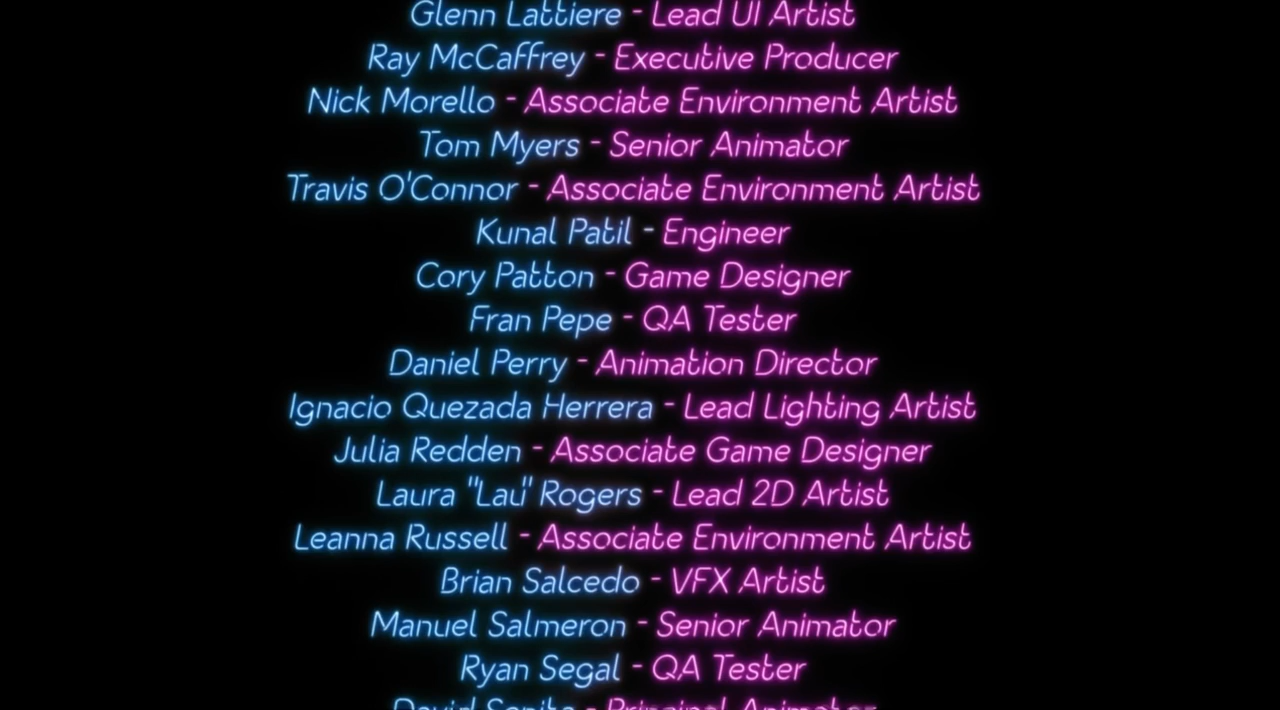 Glenn Lattiere - Lead UI Artist
Ray McCaffrey - Executive Producer
Nick Morello - Associate Environment Artist
Tom Myers - Senior Animator
Travis O'Connor - Associate Environment Artist
Kunal Patil - Engineer
Cory Patton - Game Designer
Fran Pepe - QA Tester
Daniel Perry - Animation Director
Ignacio Quezada Herrera - Lead Lighting Artist
Julia Redden - Associate Game Designer
Laura "Lau" Rogers - Lead 2D Artist
Leanna Russell - Associate Environment Artist
Brian Salcedo - VFX Artist
Manuel Salmeron - Senior Animator
Ryan Segal - QA Tester
David - Principal Animator